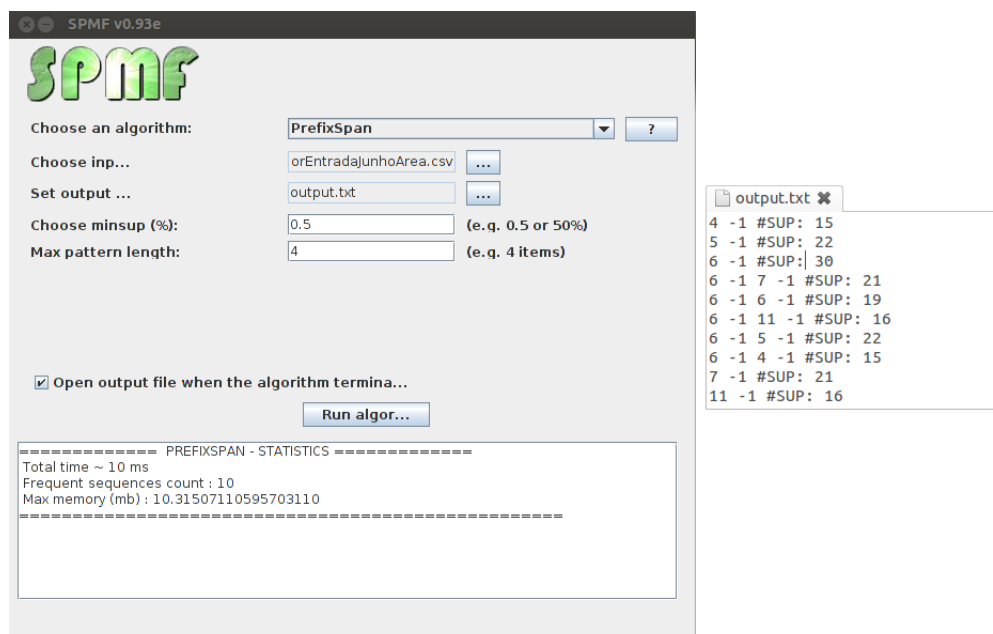 SPMF v0.93e
SPMF
Choose an algorithm:
PrefixSpan
?
Choose inp...
orEntradaJunhoArea.csv
...
Set output ...
output.txt
...
Choose minsup (%):
0.5
(e.g. 0.5 or 50%)
Max pattern length:
4
(e.g. 4 items)
Open output file when the algorithm termina...
Run algor...
============= PREFIXSPAN - STATISTICS =============
Total time ~ 10 ms
Frequent sequences count : 10
Max memory (mb) : 10.31507110595703110
===================================================
output.txt
4 -1 #SUP: 15
5 -1 #SUP: 22
6 -1 #SUP: 30
6 -1 7 -1 #SUP: 21
6 -1 6 -1 #SUP: 19
6 -1 11 -1 #SUP: 16
6 -1 5 -1 #SUP: 22
6 -1 4 -1 #SUP: 15
7 -1 #SUP: 21
11 -1 #SUP: 16